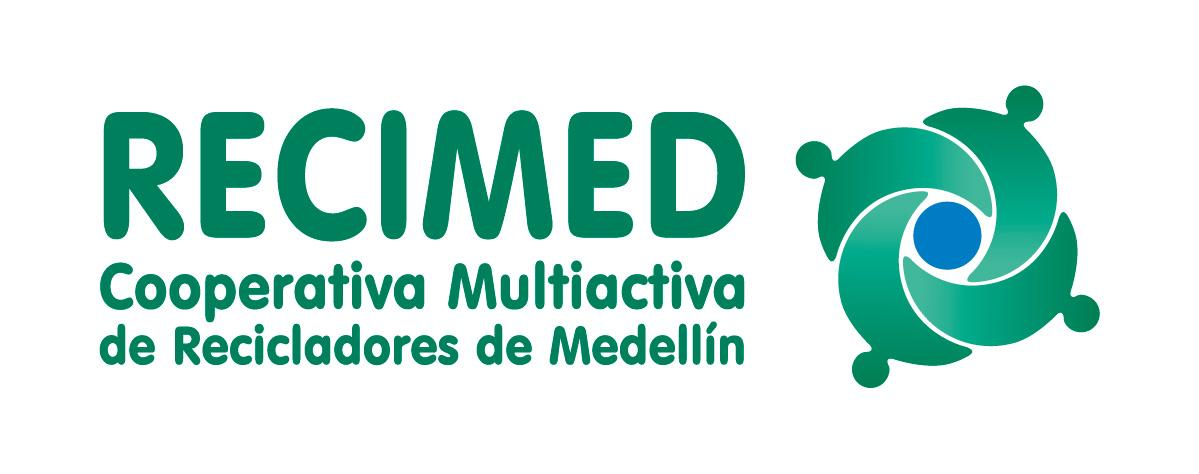 RECIMED
Cooperativa Multiactiva
de Recicladores de Medellín